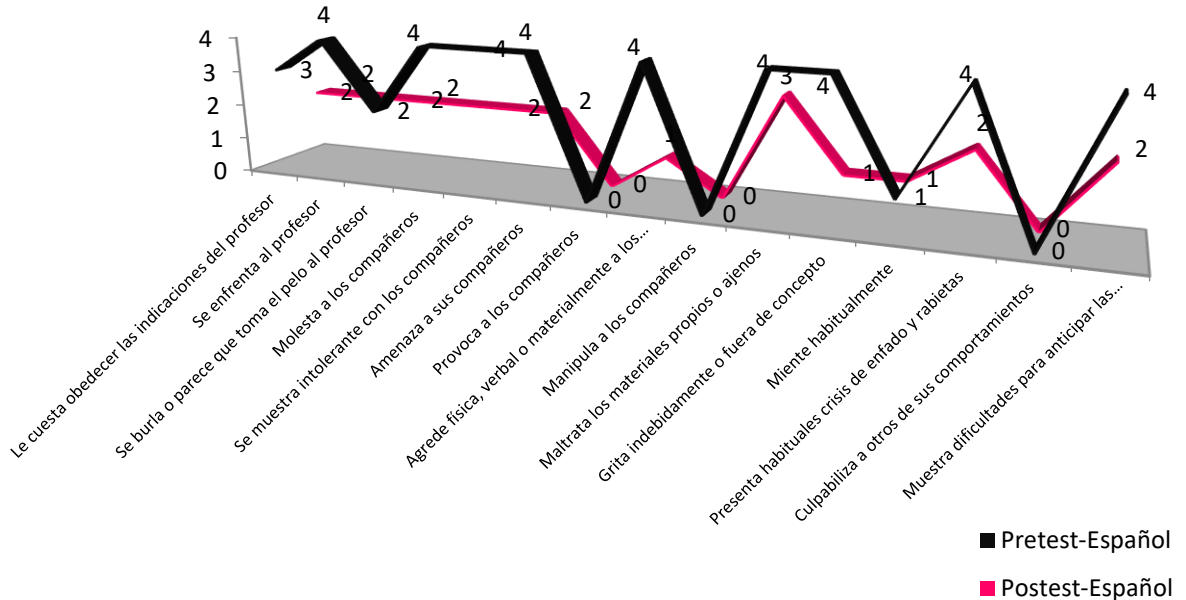 4
3
2
1
0
3
4
2
4
4
4
0
4
0
4
4
1
4
0
4
2
2
2
2
2
2
0
1
0
3
1
1
2
0
2
Le cuesta obedecer las indicaciones del profesor
Se enfrenta al profesor
Se burla o parece que toma el pelo al profesor
Molesta a los compañeros
Se muestra intolerante con los compañeros
Amenaza a sus compañeros
Provoca a los compañeros
Agrede física, verbal o materialmente a los...
Manipula a los compañeros
Maltrata los materiales propios o ajenos
Grita indebidamente o fuera de concepto
Miente habitualmente
Presenta habituales crisis de enfado y rabietas
Culpabiliza a otros de sus comportamientos
Muestra dificultades para anticipar las...
Pretest-Español
Postest-Español